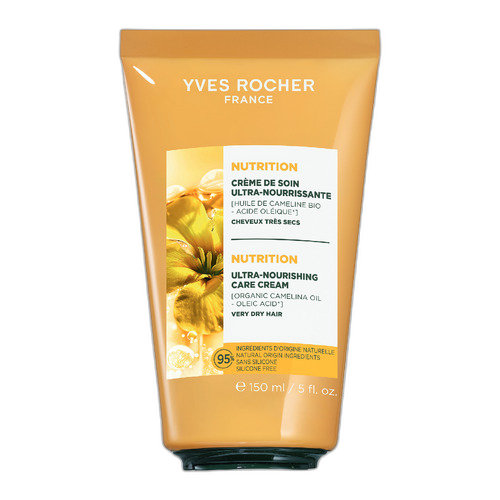 YVES ROCHER
FRANCE
NUTRITION
CRÈME DE SOIN
ULTRA-NOURRISSANTE
[HUILE DE CAMELINE BIO
- ACIDE OLÉIQUE*]
CHEVEUX TRÈS SECS
NUTRITION
ULTRA-NOURISHING
CARE CREAM
[ORGANIC CAMELINA OIL
- OLEIC ACID*]
VERY DRY HAIR
95%
INGRÉDIENTS D'ORIGINE NATURELLE
NATURAL ORIGIN INGREDIENTS
SANS SILICONE
SILICONE FREE
e 150 ml / 5 fl. oz.